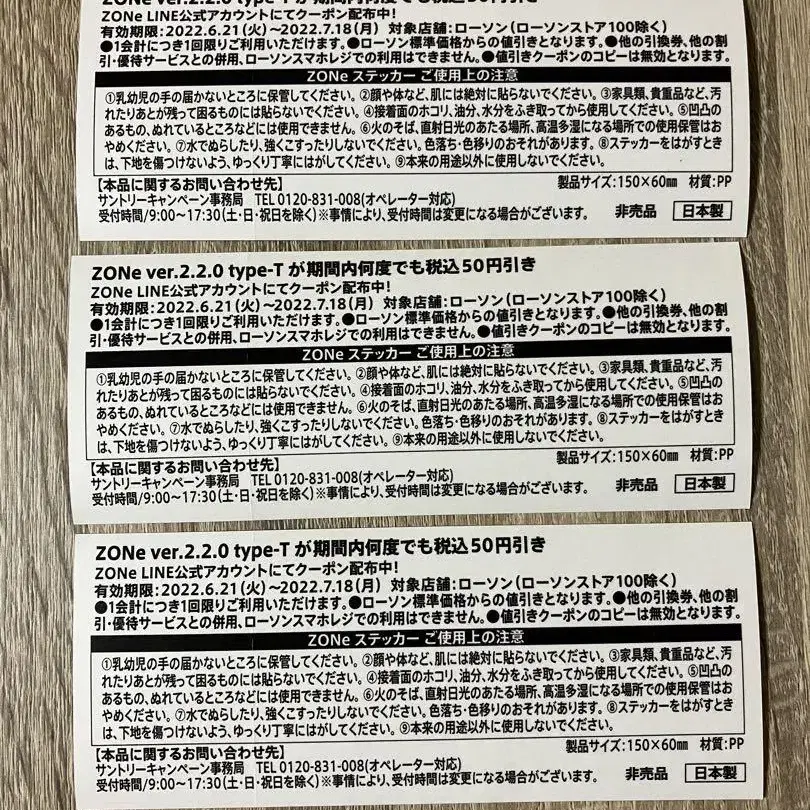 ZONe ver.2.2.0 type-T が期間内何度でも税込50円引き
ZONe LINE公式アカウントにてクーポン配布中!
有効期限:2022.6.21(火)~2022.7.18(月) 対象店舗:ローソン(ローソンストア100除く)
●1会計につき1回限りご利用いただけます。●ローソン標準価格からの値引きとなります。●他の引換券、他の割
引・優待サービスとの併用、ローソンスマホレジでの利用はできません。●値引きクーポンのコピーは無効となります。
ZONe ステッカー ご使用上の注意
①乳幼児の手の届かないところに保管してください。②顔や体など、肌には絶対に貼らないでください。③家具類、貴重品など、汚
れたりあとが残って困るものには貼らないでください。④接着面のホコリ、油分、水分をふき取ってから使用してください。⑤凹凸の
あるもの、ぬれているところなどには使用できません。⑥火のそば、直射日光のあたる場所、高温多湿になる場所での使用保管はお
やめください。⑦水でぬらしたり、強くこすったりしないでください。色落ち・色移りのおそれがあります。⑧ステッカーをはがすとき
は、下地を傷つけないよう、ゆっくり丁寧にはがしてください。⑨本来の用途以外に使用しないでください。
【本品に関するお問い合わせ先】
製品サイズ:150×60㎜ 材質:PP
サントリーキャンペーン事務局 TEL 0120-831-008(オペレーター対応)
受付時間/9:00~17:30(土・日・祝日を除く)※事情により、受付時間は変更になる場合がございます。 非売品 日本製
ZONe ver.2.2.0 type-T が期間内何度でも税込50円引き
ZONe LINE公式アカウントにてクーポン配布中!
有効期限:2022.6.21(火)~2022.7.18(月) 対象店舗:ローソン(ローソンストア100除く)
●1会計につき1回限りご利用いただけます。●ローソン標準価格からの値引きとなります。●他の引換券、他の割
引・優待サービスとの併用、ローソンスマホレジでの利用はできません。●値引きクーポンのコピーは無効となります。
ZONe ステッカー ご使用上の注意
①乳幼児の手の届かないところに保管してください。②顔や体など、肌には絶対に貼らないでください。③家具類、貴重品など、汚
れたりあとが残って困るものには貼らないでください。④接着面のホコリ、油分、水分をふき取ってから使用してください。⑤凹凸の
あるもの、ぬれているところなどには使用できません。⑥火のそば、直射日光のあたる場所、高温多湿になる場所での使用保管はお
やめください。⑦水でぬらしたり、強くこすったりしないでください。色落ち・色移りのおそれがあります。⑧ステッカーをはがすとき
は、下地を傷つけないよう、ゆっくり丁寧にはがしてください。⑨本来の用途以外に使用しないでください。
【本品に関するお問い合わせ先】
製品サイズ:150×60㎜ 材質:PP
サントリーキャンペーン事務局 TEL 0120-831-008(オペレーター対応)
受付時間/9:00~17:30(土・日・祝日を除く)※事情により、受付時間は変更になる場合がございます。 非売品 日本製
ZONe ver.2.2.0 type-T が期間内何度でも税込50円引き
ZONe LINE公式アカウントにてクーポン配布中!
有効期限:2022.6.21(火)~2022.7.18(月) 対象店舗:ローソン(ローソンストア100除く)
●1会計につき1回限りご利用いただけます。●ローソン標準価格からの値引きとなります。●他の引換券、他の割
引・優待サービスとの併用、ローソンスマホレジでの利用はできません。●値引きクーポンのコピーは無効となります。
ZONe ステッカー ご使用上の注意
①乳幼児の手の届かないところに保管してください。②顔や体など、肌には絶対に貼らないでください。③家具類、貴重品など、汚
れたりあとが残って困るものには貼らないでください。④接着面のホコリ、油分、水分をふき取ってから使用してください。⑤凹凸の
あるもの、ぬれているところなどには使用できません。⑥火のそば、直射日光のあたる場所、高温多湿になる場所での使用保管はお
やめください。⑦水でぬらしたり、強くこすったりしないでください。色落ち・色移りのおそれがあります。⑧ステッカーをはがすとき
は、下地を傷つけないよう、ゆっくり丁寧にはがしてください。⑨本来の用途以外に使用しないでください。
【本品に関するお問い合わせ先】
製品サイズ:150×60㎜ 材質:PP
サントリーキャンペーン事務局 TEL 0120-831-008(オペレーター対応)
受付時間/9:00~17:30(土・日・祝日を除く)※事情により、受付時間は変更になる場合がございます。 非売品 日本製